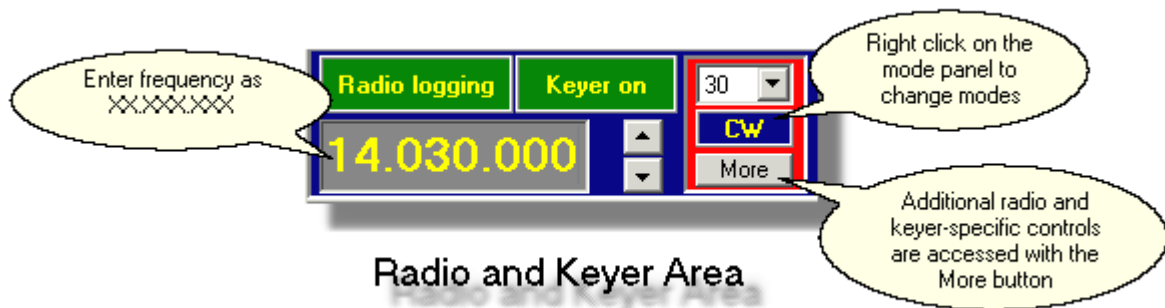 Enter frequency as
XX.XXX.XXX
Radio logging
Keyer on
30
CW
14.030.000
More
Right click on the
mode panel to
change modes
Additional radio and
keyer-specific controls
are accessed with the
More button
Radio and Keyer Area